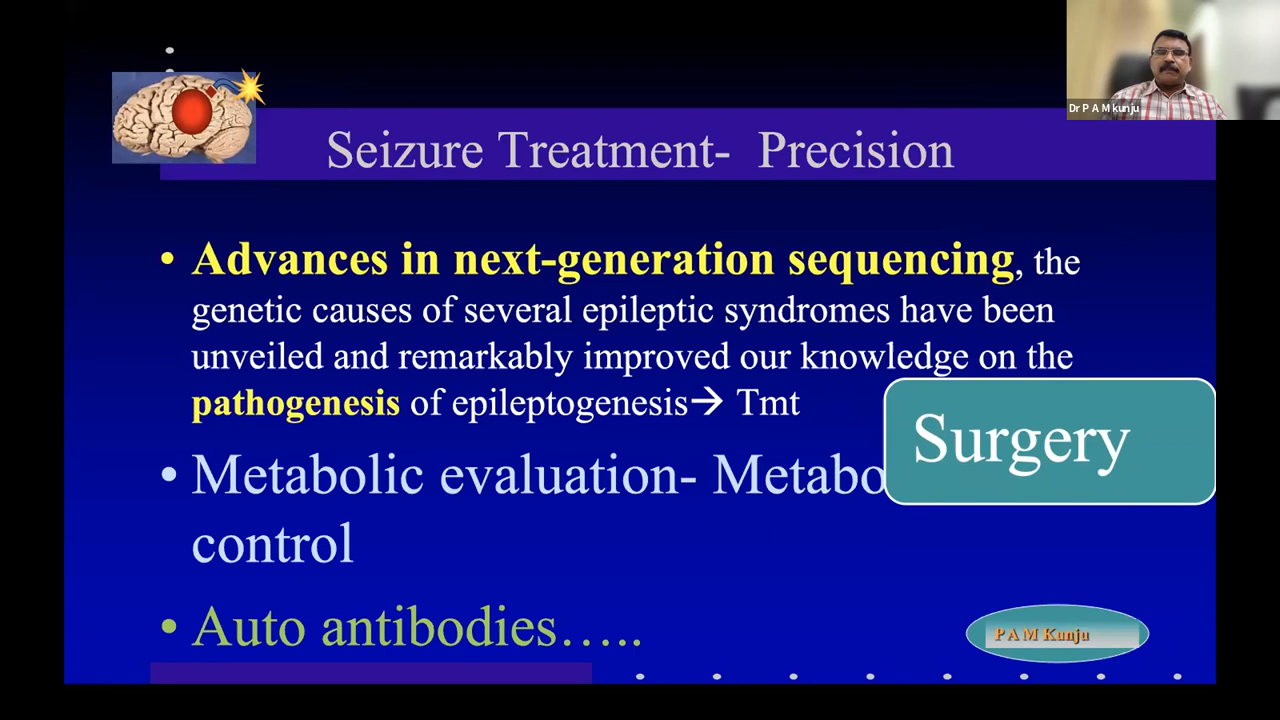 Dr P A M kunju
Seizure Treatment-  Precision
• Advances in next-generation sequencing, the
genetic causes of several epileptic syndromes have been
unveiled and remarkably improved our knowledge on the
pathogenesis of epileptogenesis→ Tmt
Surgery
• Metabolic evaluation- Metabo
control
• Auto antibodies…..
P A M Kunju